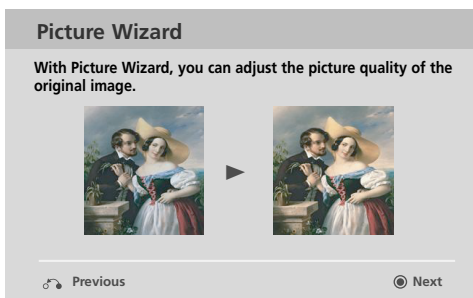 Picture Wizard
With Picture Wizard, you can adjust the picture quality of the
original image.
Previous
Next